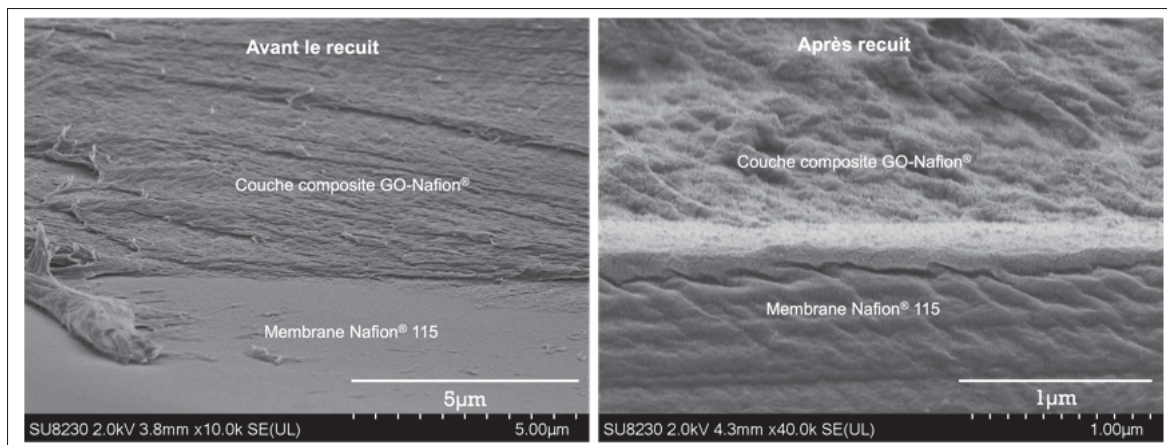 Avant le recuit
Couche composite GO-Nafion®
Membrane Nafion® 115
5µm
SU8230 2.0kV 3.8mm x10.0k SE(UL) 5.00µm
Après recuit
Couche composite GO-Nafion®
Membrane Nafion® 115
1µm
SU8230 2.0kV 4.3mm x40.0k SE(UL) 1.00µm